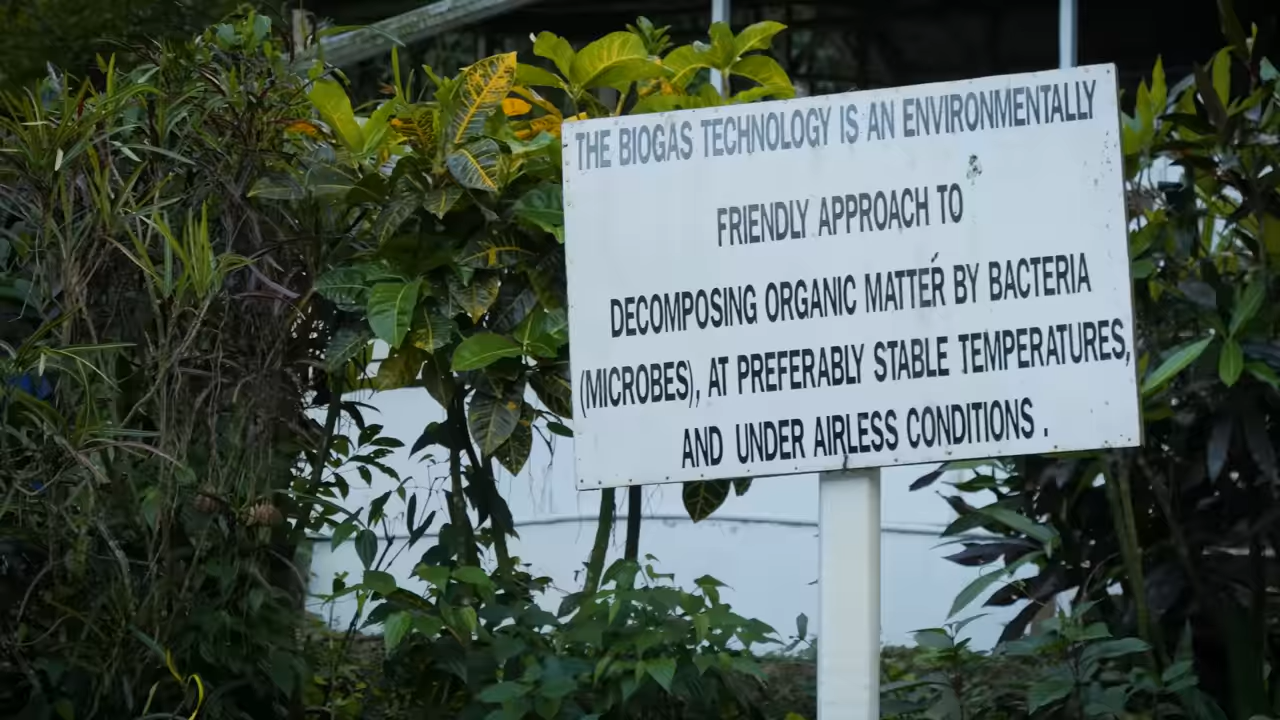 THE BIOGAS TECHNOLOGY IS AN ENVIRONMENTALLY
FRIENDLY APPROACH TO
DECOMPOSING ORGANIC MATTER BY BACTERIA
(MICROBES), AT PREFERABLY STABLE TEMPERATURES,
AND UNDER AIRLESS CONDITIONS .